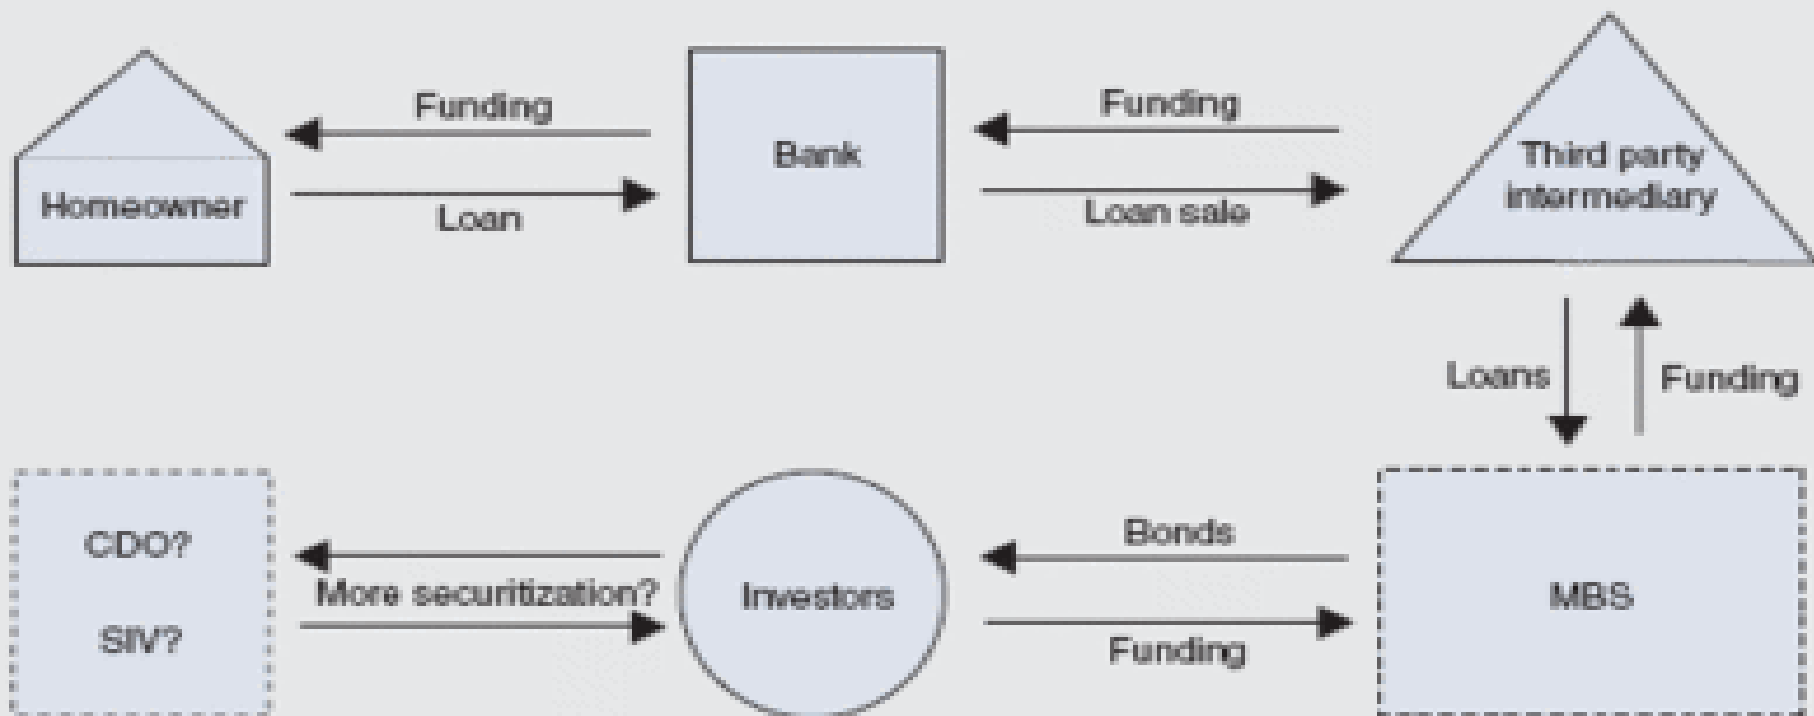 Funding
Funding
Bank
Third party
intermediary
Homeowner
Loan
Loan sale
Loans
Funding
CDO?
Bonds
More securitization?
Investors
MBS
SIV?
Funding